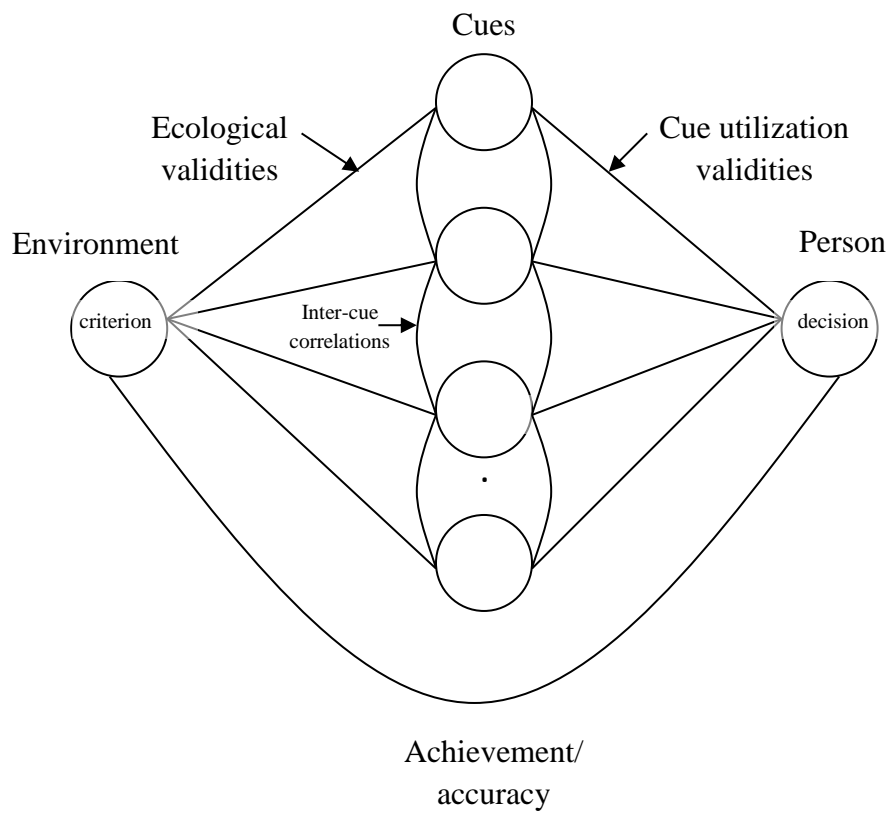 Cues
Ecological
validities
Cue utilization
validities
Environment
Person
criterion
Inter-cue
correlations
decision
Achievement/
accuracy